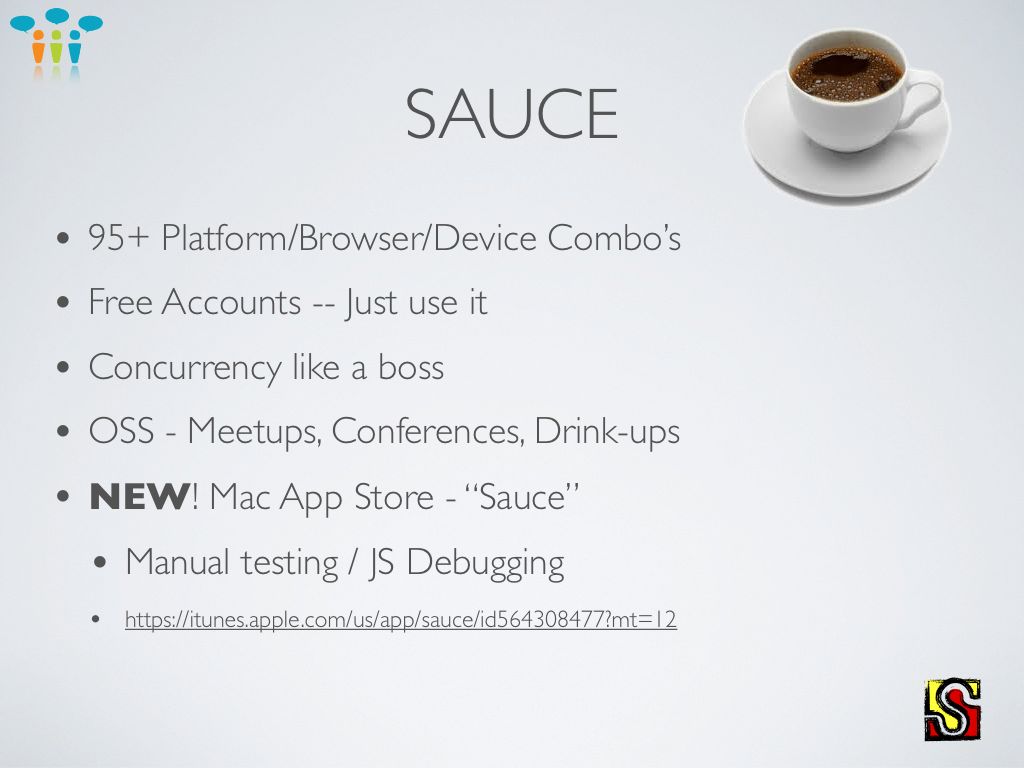 SAUCE
• 95+ Platform/Browser/Device Combo’s
• Free Accounts -- Just use it
• Concurrency like a boss
• OSS - Meetups, Conferences, Drink-ups
• NEW! Mac App Store - “Sauce”
• Manual testing / JS Debugging
• https://itunes.apple.com/us/app/sauce/id564308477?mt=12
S